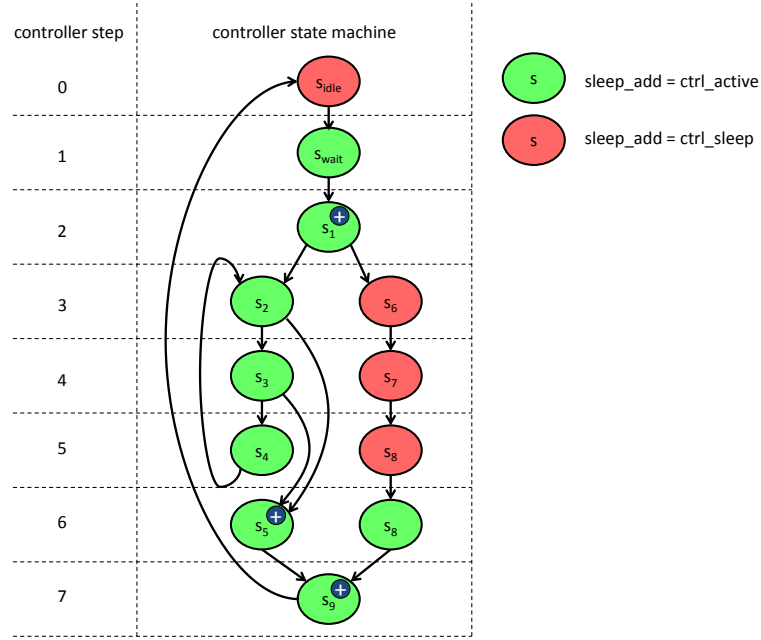 controller step controller state machine
0 s_idle s sleep_add = ctrl_active
1 s_wait s sleep_add = ctrl_sleep
2 s_1 +
3 s_2 s_6
4 s_3 s_7
5 s_4 s_8
6 s_5 + s_8
7 s_9 +